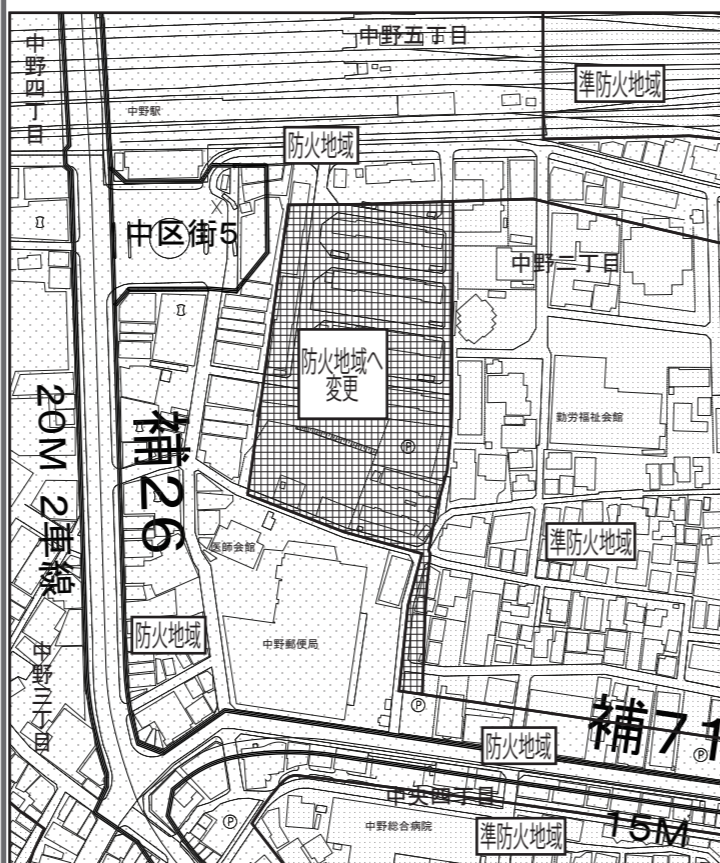 中野五丁目
中野四丁目
準防火地域
中野駅
防火地域
中区街5
中野二丁目
防火地域へ
変更
20M 2車線
補26
勤労福祉会館
P
医師会館
準防火地域
防火地域
中野郵便局
中野三丁目
P
補71
防火地域
P
中央四丁目
15M
P
中野総合病院
準防火地域